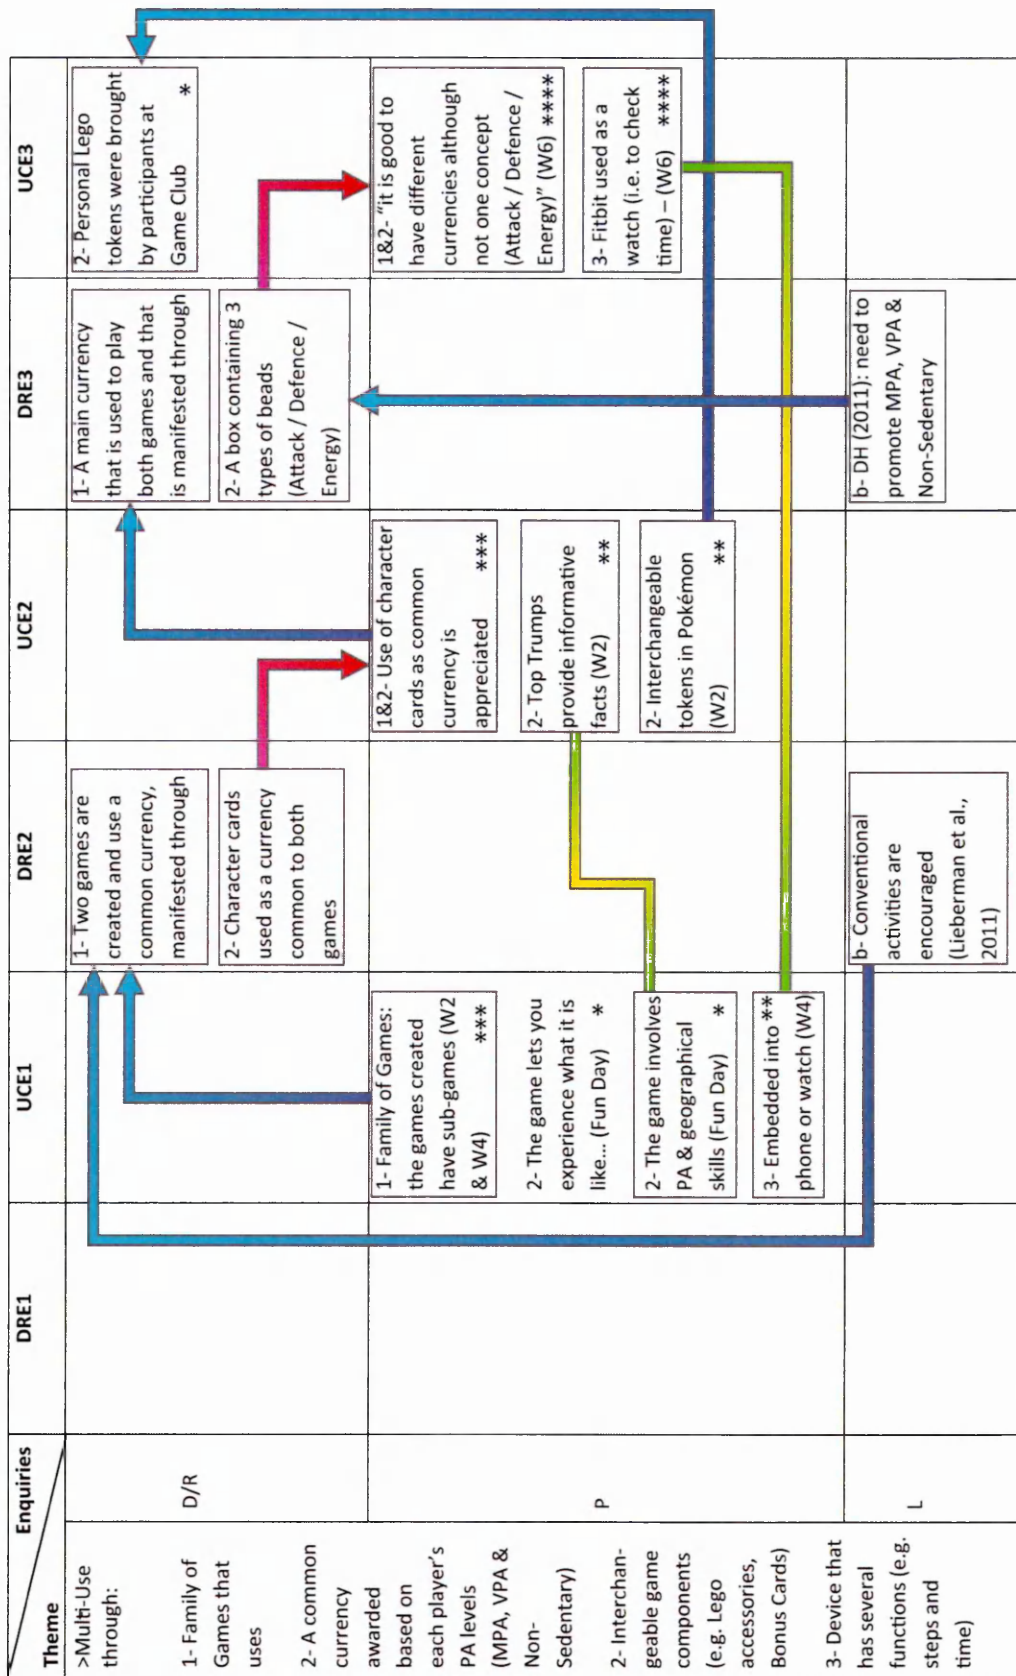 Theme
Enquiries
DRE1
UCE1
DRE2
UCE2
DRE3
UCE3
>Multi-Use
through:
1- Family of
Games that
uses
2- A common
currency
awarded
based on
each player's
PA levels
(MPA, VPA &
Non-
Sedentary)
2- Interchan-
geable game
components
(e.g. Lego
accessories,
Bonus Cards)
3- Device that
has several
functions (e.g.
steps and
time)
D/R
1- Two games are
created and use a
common currency,
manifested through
2- Character cards
used as a currency
common to both
games
1- A main currency
that is used to play
both games and that
is manifested through
2- A box containing 3
types of beads
(Attack / Defence /
Energy)
2- Personal Lego
tokens were brought
by participants at
Game Club *
P
1- Family of Games:
the games created
have sub-games (W2
& W4) ***
2- The game lets you
experience what it is
like... (Fun Day) *
2- The game involves
PA & geographical
skills (Fun Day) *
3- Embedded into **
phone or watch (W4)
1&2- Use of character
cards as common
currency is
appreciated ***
2- Top Trumps
provide informative
facts (W2) **
2- Interchangeable
tokens in Pokémon
(W2) **
1&2- "it is good to
have different
currencies although
not one concept
(Attack / Defence /
Energy)" (W6) ****
3- Fitbit used as a
watch (i.e. to check
time) – (W6) ****
L
b- Conventional
activities are
encouraged
(Lieberman et al.,
2011)
b- DH (2011): need to
promote MPA, VPA &
Non-Sedentary